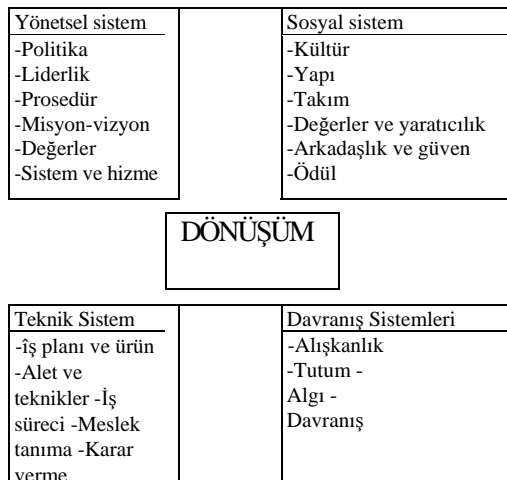 Yönetsel sistem
-Politika
-Liderlik
-Prosedür
-Misyon-vizyon
-Değerler
-Sistem ve hizme
Sosyal sistem
-Kültür
-Yapı
-Takım
-Değerler ve yaratıcılık
-Arkadaşlık ve güven
-Ödül
DÖNÜŞÜM
Teknik Sistem
-îş planı ve ürün
-Alet ve
teknikler -İş
süreci -Meslek
tanıma -Karar
verme
Davranış Sistemleri
-Alışkanlık
-Tutum -
Algı -
Davranış